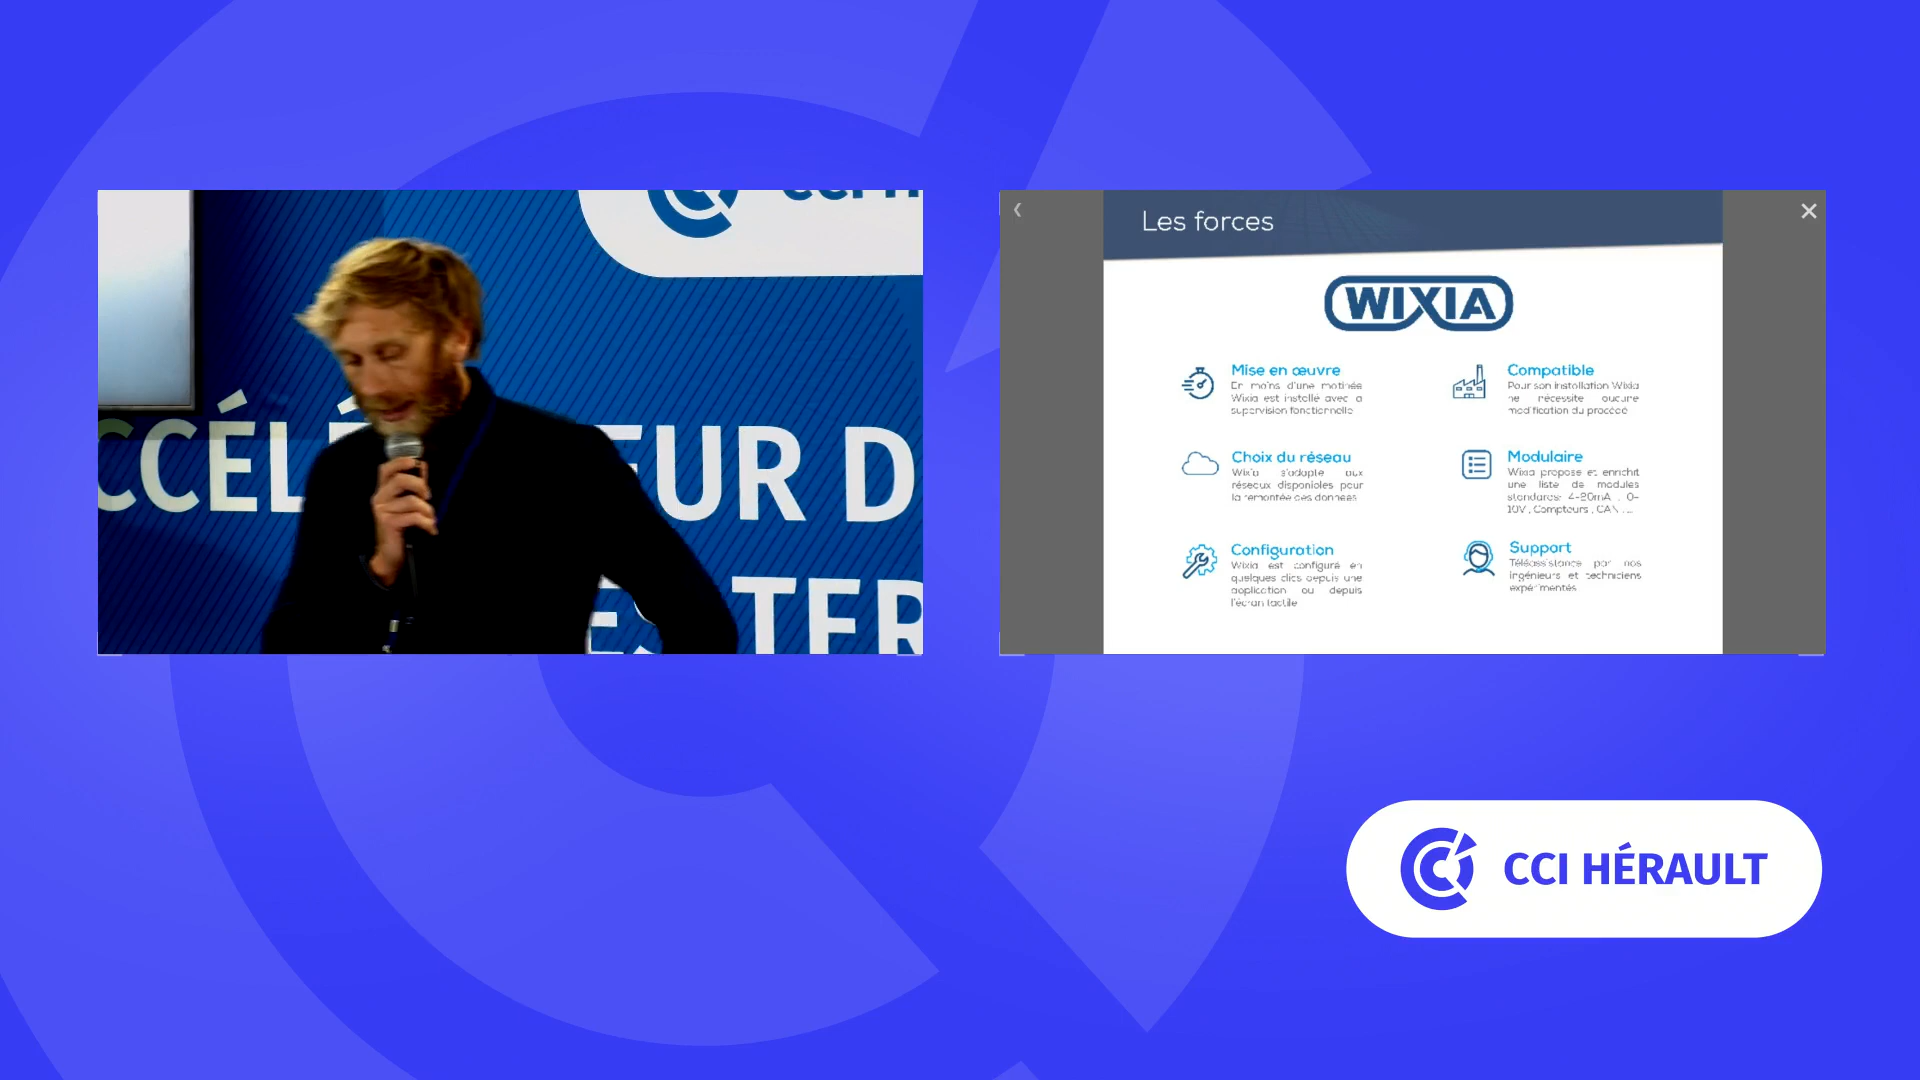 CCÉL
EUR D
ES TER
Les forces
WIXIA
Mise en œuvre
En moins d'une matinée
Wixia est installé avec la
supervision fonctionnelle
Compatible
Pour son installation Wixia
ne nécessite aucune
modification du procédé
Choix du réseau
Wixia s'adapte aux
réseaux disponibles pour
la remontée des données
Modulaire
Wixia propose et enrichit
une liste de modules
standards: , 0-
10V, Compteurs, CAN, ...
Configuration
Wixia est configuré en
quelques clics depuis une
application ou depuis
l'écran tactile
Support
Téléassistance par nos
ingénieurs et techniciens
expérimentés
CCI HÉRAULT